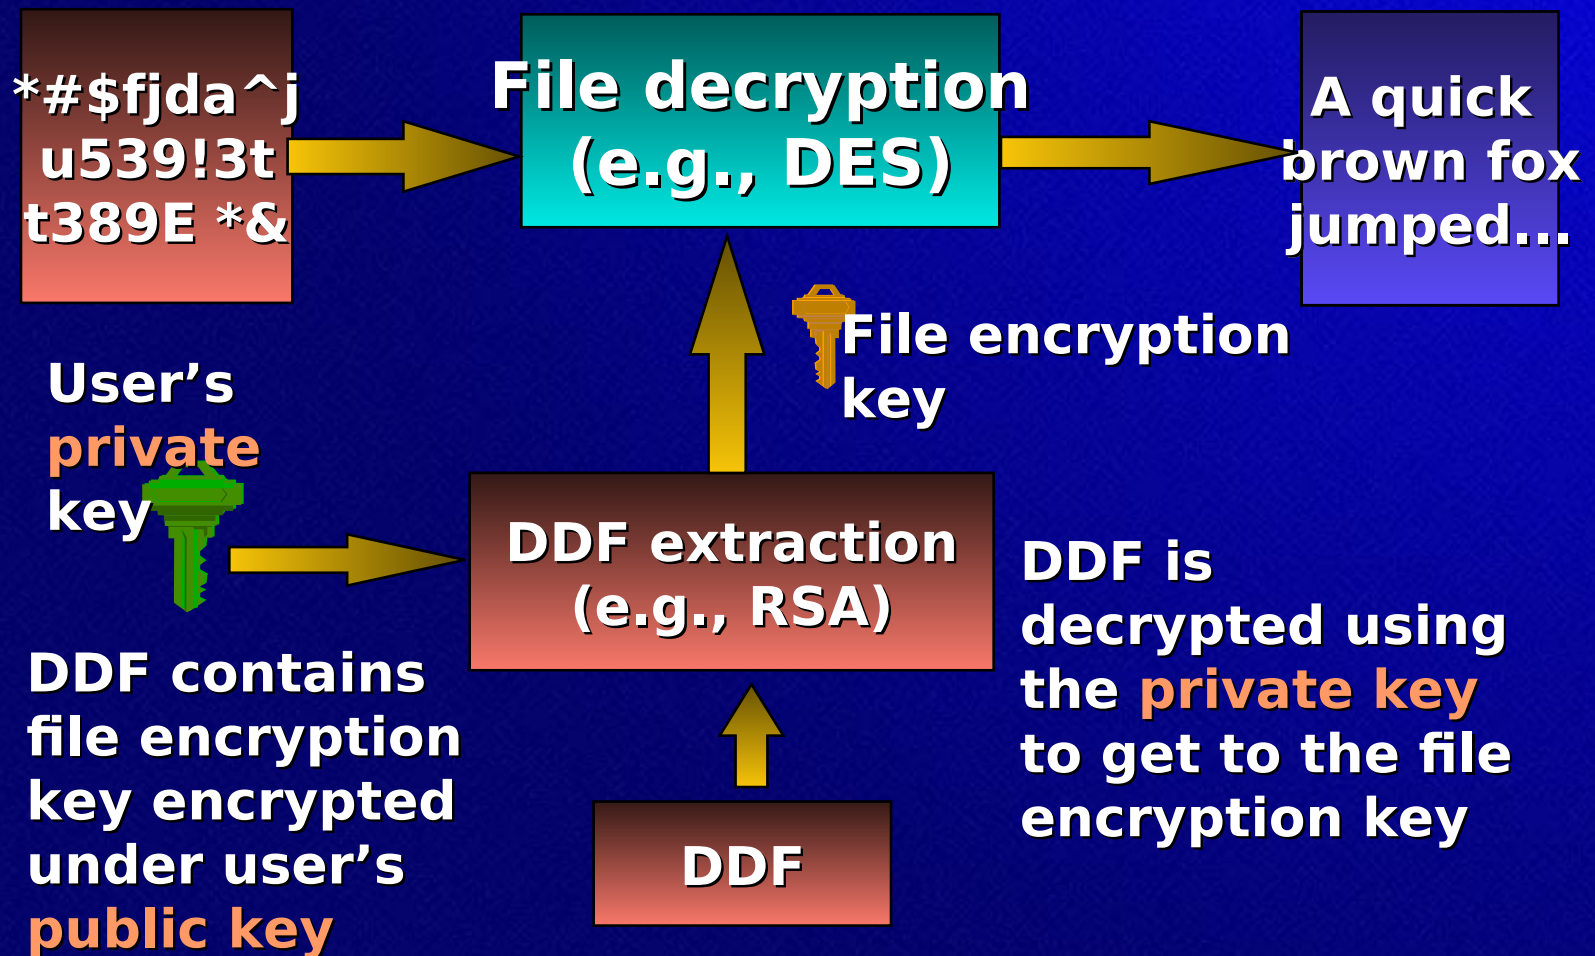 *#$fjda^j
u539!3t
t389E *&
File decryption
(e.g., DES)
A quick
brown fox
jumped...
File encryption
key
User’s
private
key
DDF extraction
(e.g., RSA)
DDF is
decrypted using
the private key
to get to the file
encryption key
DDF contains
file encryption
key encrypted
under user’s
public key
DDF